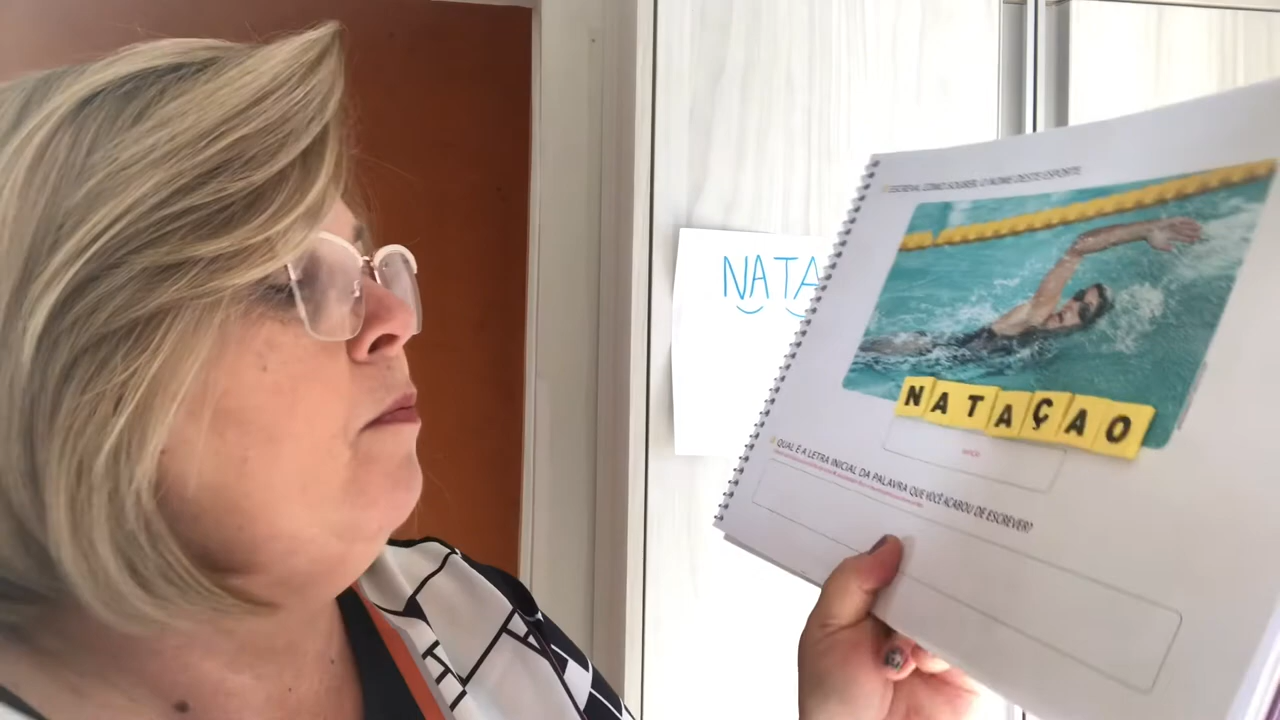 ESCREVA, COMO SOUBER, O NOME DESTE ESPORTE
NATA
NATAÇAO
QUAL É A LETRA INICIAL DA PALAVRA QUE VOCÊ ACABOU DE ESCREVER?